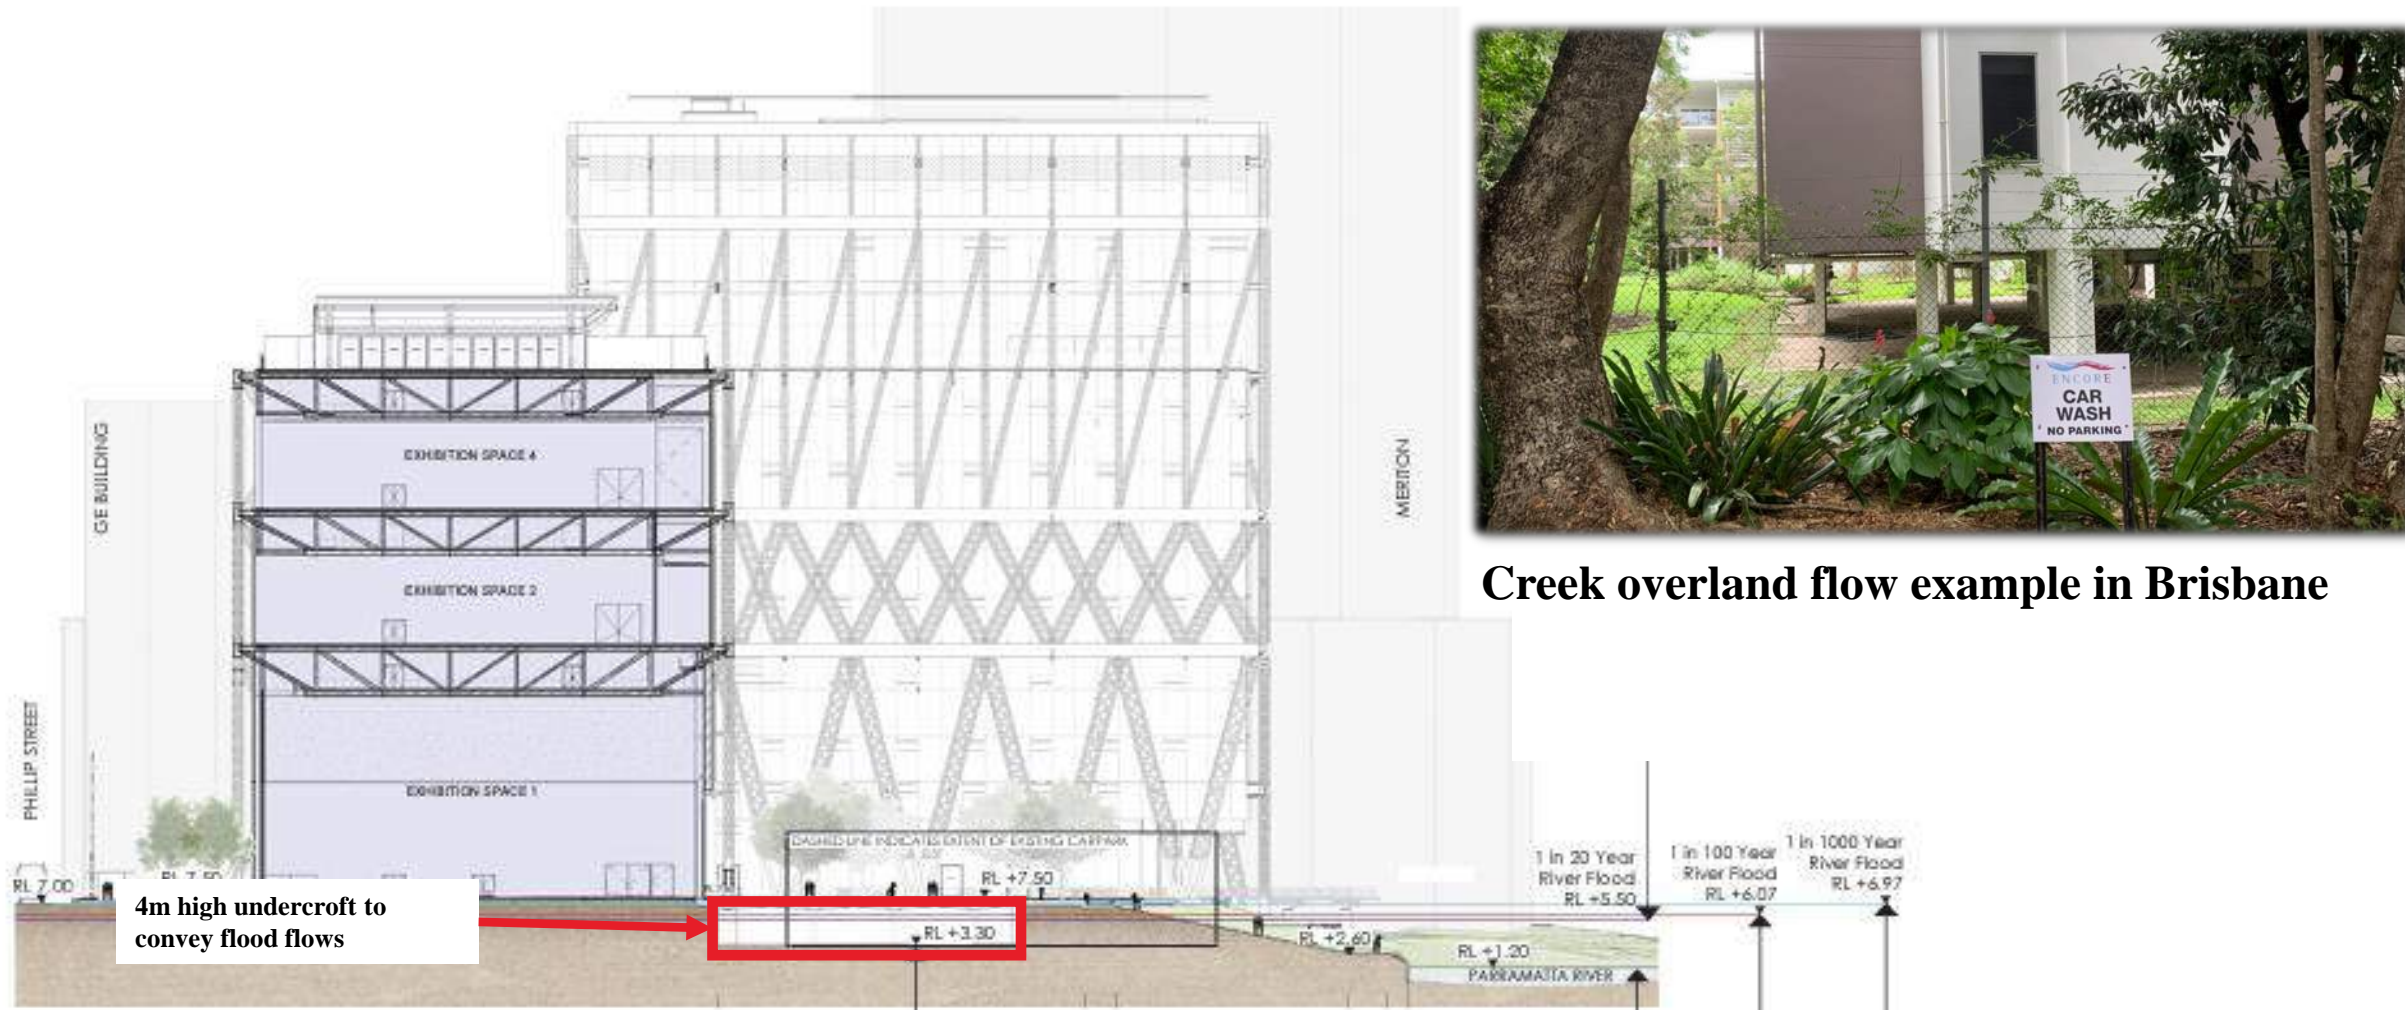 GE BUILDING
PHILLIP STREET
EXHIBITION SPACE 4
EXHIBITION SPACE 2
EXHIBITION SPACE 1
MERITON
ENCORE
CAR
WASH
NO PARKING
Creek overland flow example in Brisbane
DASHED LINE INDICATES EXTENT OF EXISTING CARPARK
RL 7.00
RL 7.50
RL +7.50
4m high undercroft to
convey flood flows
RL +3.30
RL +2.60
RL +1.20
PARRAMATTA RIVER
1 in 20 Year
River Flood
RL +5.50
1 in 100 Year
River Flood
RL +6.07
1 in 1000 Year
River Flood
RL +6.97